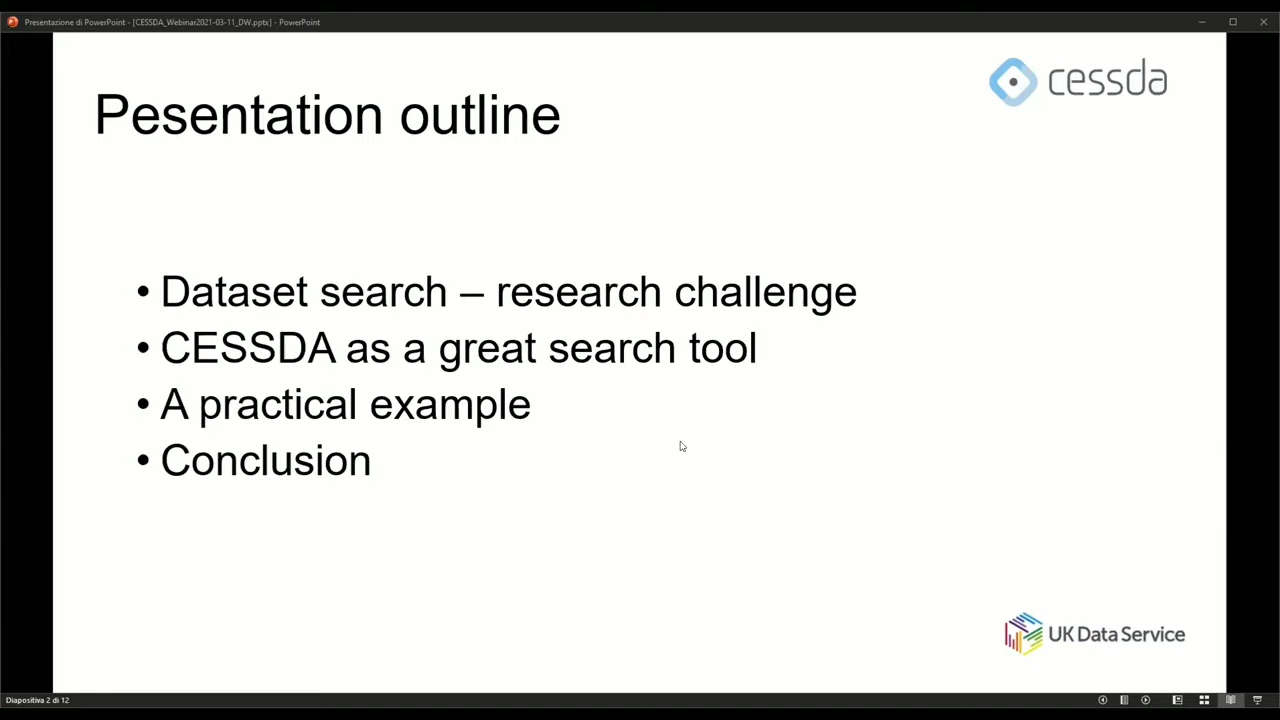 Presentazione di PowerPoint - [CESSDA_Webinar2021-03-11_DW.pptx] - PowerPoint
cessda
Pesentation outline
• Dataset search – research challenge
• CESSDA as a great search tool
• A practical example
• Conclusion
UK Data Service
Diapositiva 2 di 12